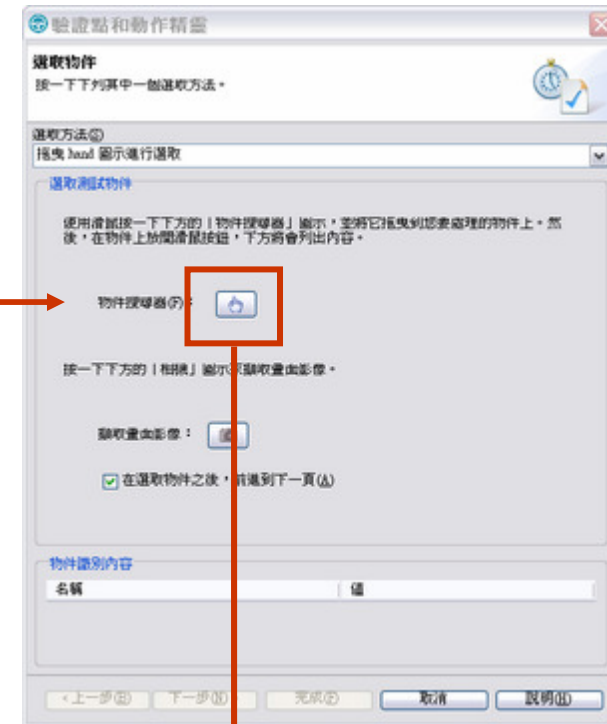 驗證點和動作精靈
選取物件
按一下下列其中一個選取方法。
選取方法(S)
拖曳 hand 圖示進行選取
選取測試物件
使用滑鼠按一下下方的「物件搜尋器」圖示,並將它拖曳到您要處理的物件上。然
後,在物件上放開滑鼠按鈕,下方將會列出內容。
物件搜尋器(F):
按一下下方的「相機」圖示 擷取畫面影像。
擷取畫面影像:
在選取物件之後, 前進到下一頁(A)
物件識別內容
名稱 值
<上一步(B) 下一步(N) 完成(F) 取消 說明(H)